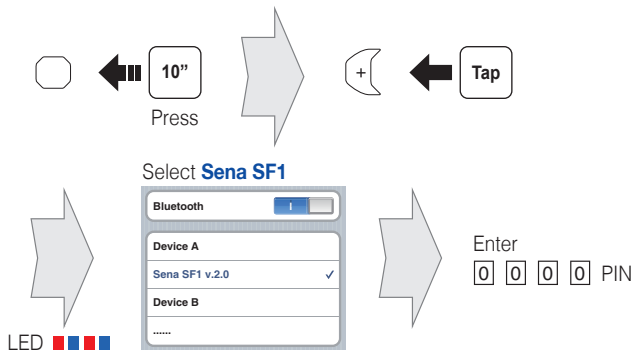 10”
Press
+
Tap
LED
Select Sena SF1
Bluetooth
I
Device A
Sena SF1 v.2.0 ✓
Device B
......
Enter
0 0 0 0 PIN